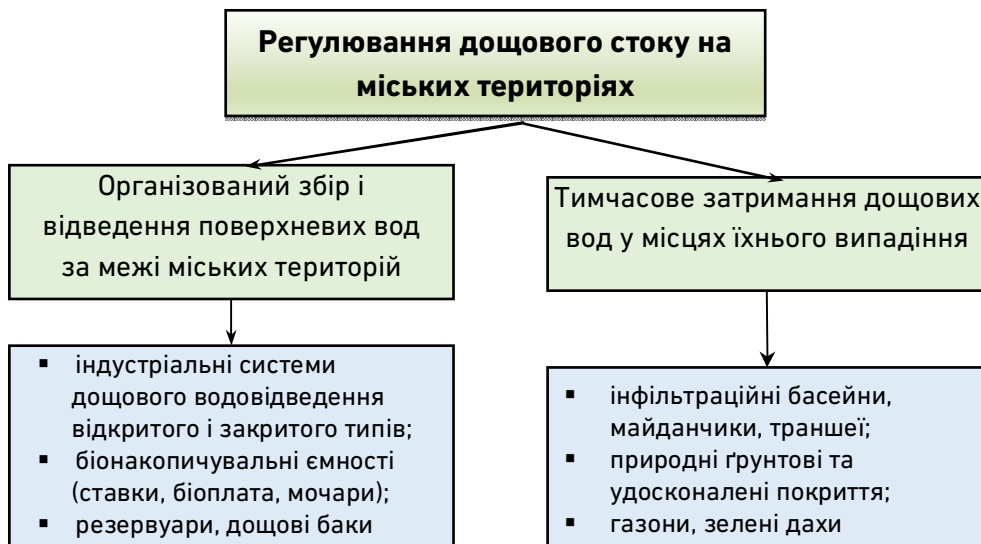 Регулювання дощового стоку на
міських територіях
Організований збір і
відведення поверхневих вод
за межі міських територій
Тимчасове затримання дощових
вод у місцях їхнього випадіння
▪ індустріальні системи
дощового водовідведення
відкритого і закритого типів;
▪ біонакопичувальні ємності
(ставки, біоплата, мочари);
▪ резервуари, дощові баки
▪ інфільтраційні басейни,
майданчики, траншеї;
▪ природні ґрунтові та
удосконалені покриття;
▪ газони, зелені дахи